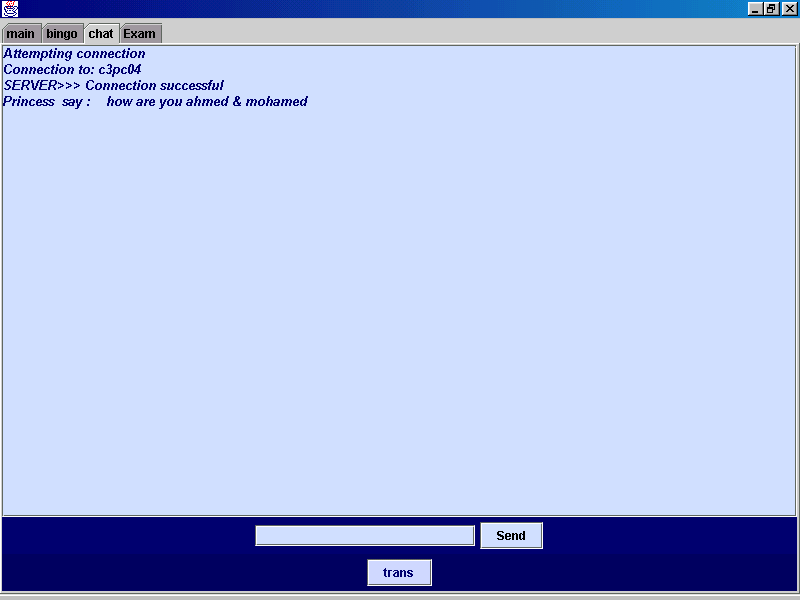 main bingo chat Exam
Attempting connection
Connection to: c3pc04
SERVER>>> Connection successful
Princess say : how are you ahmed & mohamed
Send
trans